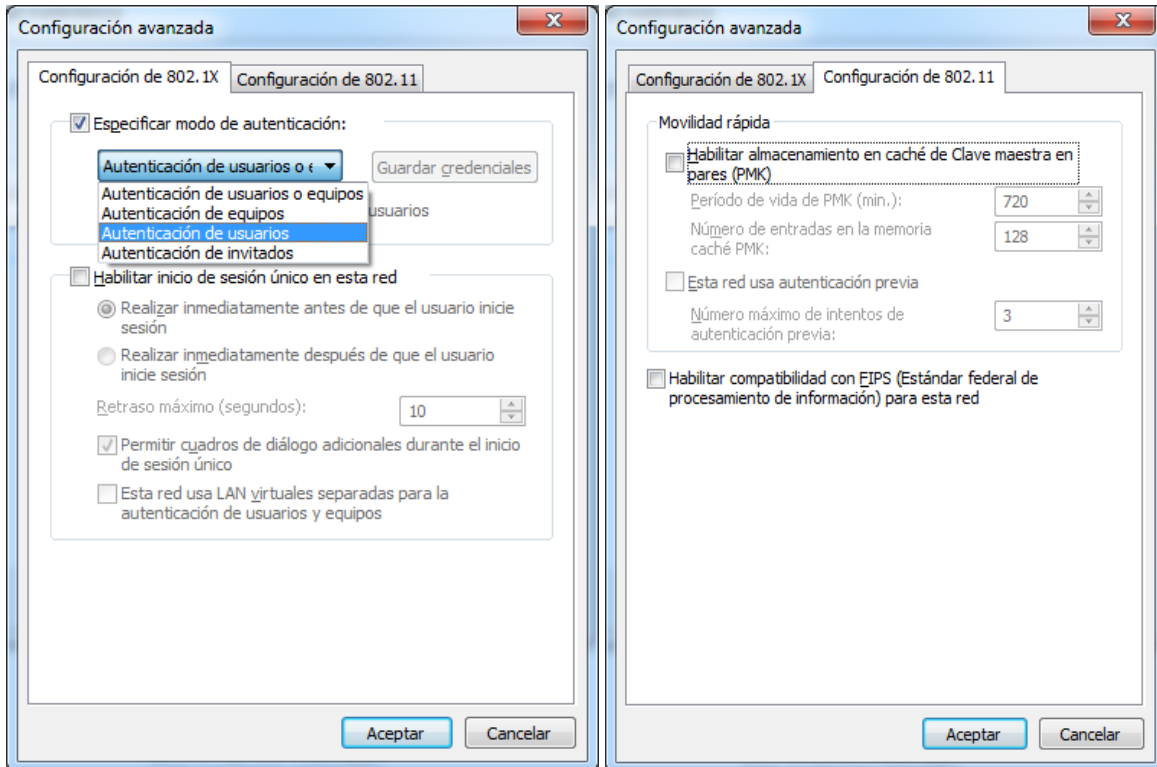 Configuración avanzada
Configuración de 802.1X
Configuración de 802.11
Especificar modo de autenticación:
Autenticación de usuarios o e
Guardar credenciales
Autenticación de usuarios o equipos
Autenticación de equipos
usuarios
Autenticación de usuarios
Autenticación de invitados
Habilitar inicio de sesión único en esta red
Realizar inmediatamente antes de que el usuario inicie
sesión
Realizar inmediatamente después de que el usuario
inicie sesión
Retraso máximo (segundos):
10
Permitir cuadros de diálogo adicionales durante el inicio
de sesión único
Esta red usa LAN virtuales separadas para la
autenticación de usuarios y equipos
Aceptar
Cancelar
Configuración avanzada
Configuración de 802.1X
Configuración de 802.11
Movilidad rápida
Habilitar almacenamiento en caché de Clave maestra en
pares (PMK)
Período de vida de PMK (min.):
720
Número de entradas en la memoria
caché PMK:
128
Esta red usa autenticación previa
Número máximo de intentos de
autenticación previa:
3
Habilitar compatibilidad con FIPS (Estándar federal de
procesamiento de información) para esta red
Aceptar
Cancelar